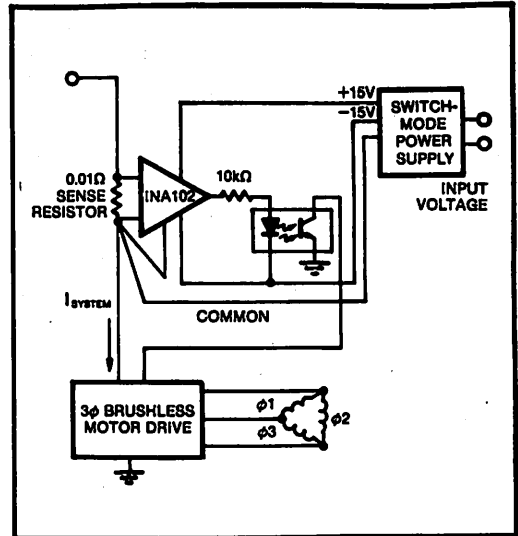 +15V
−15V
SWITCH-
MODE
POWER
SUPPLY
INPUT
VOLTAGE
0.01Ω
SENSE
RESISTOR
INA102
10kΩ
COMMON
ISYSTEM
3ϕ BRUSHLESS
MOTOR DRIVE
ϕ1
ϕ2
ϕ3